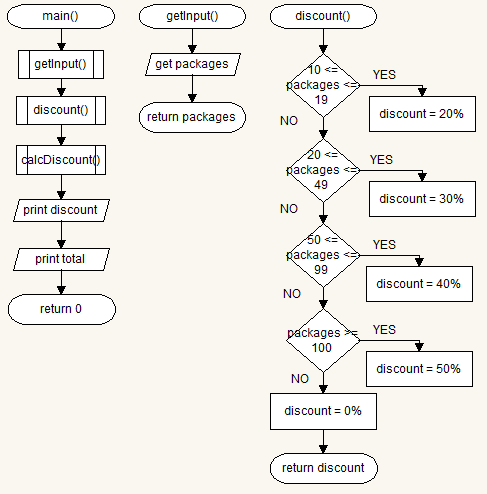 main()
getInput()
discount()
calcDiscount()
print discount
print total
return 0
getInput()
get packages
return packages
discount()
10 <=
packages <=
19
YES
discount = 20%
NO
20 <=
packages <=
49
YES
discount = 30%
NO
50 <=
packages <=
99
YES
discount = 40%
NO
packages >=
100
YES
discount = 50%
NO
discount = 0%
return discount